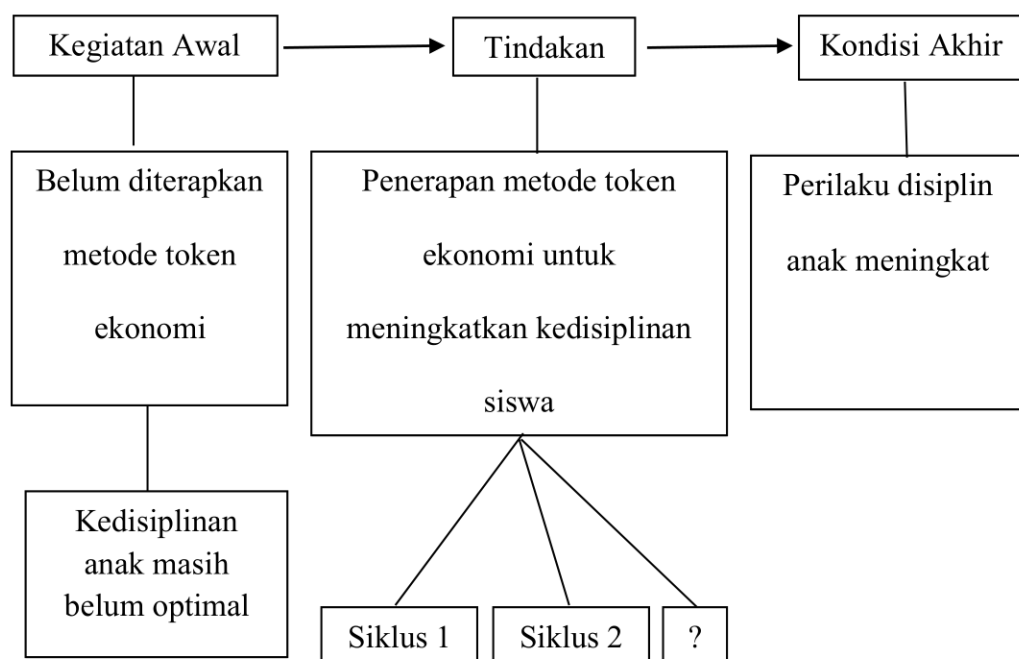 Kegiatan Awal
Tindakan
Kondisi Akhir
Belum diterapkan
metode token
ekonomi
Penerapan metode token
ekonomi untuk
meningkatkan kedisiplinan
siswa
Perilaku disiplin
anak meningkat
Kedisiplinan
anak masih
belum optimal
Siklus 1
Siklus 2
?